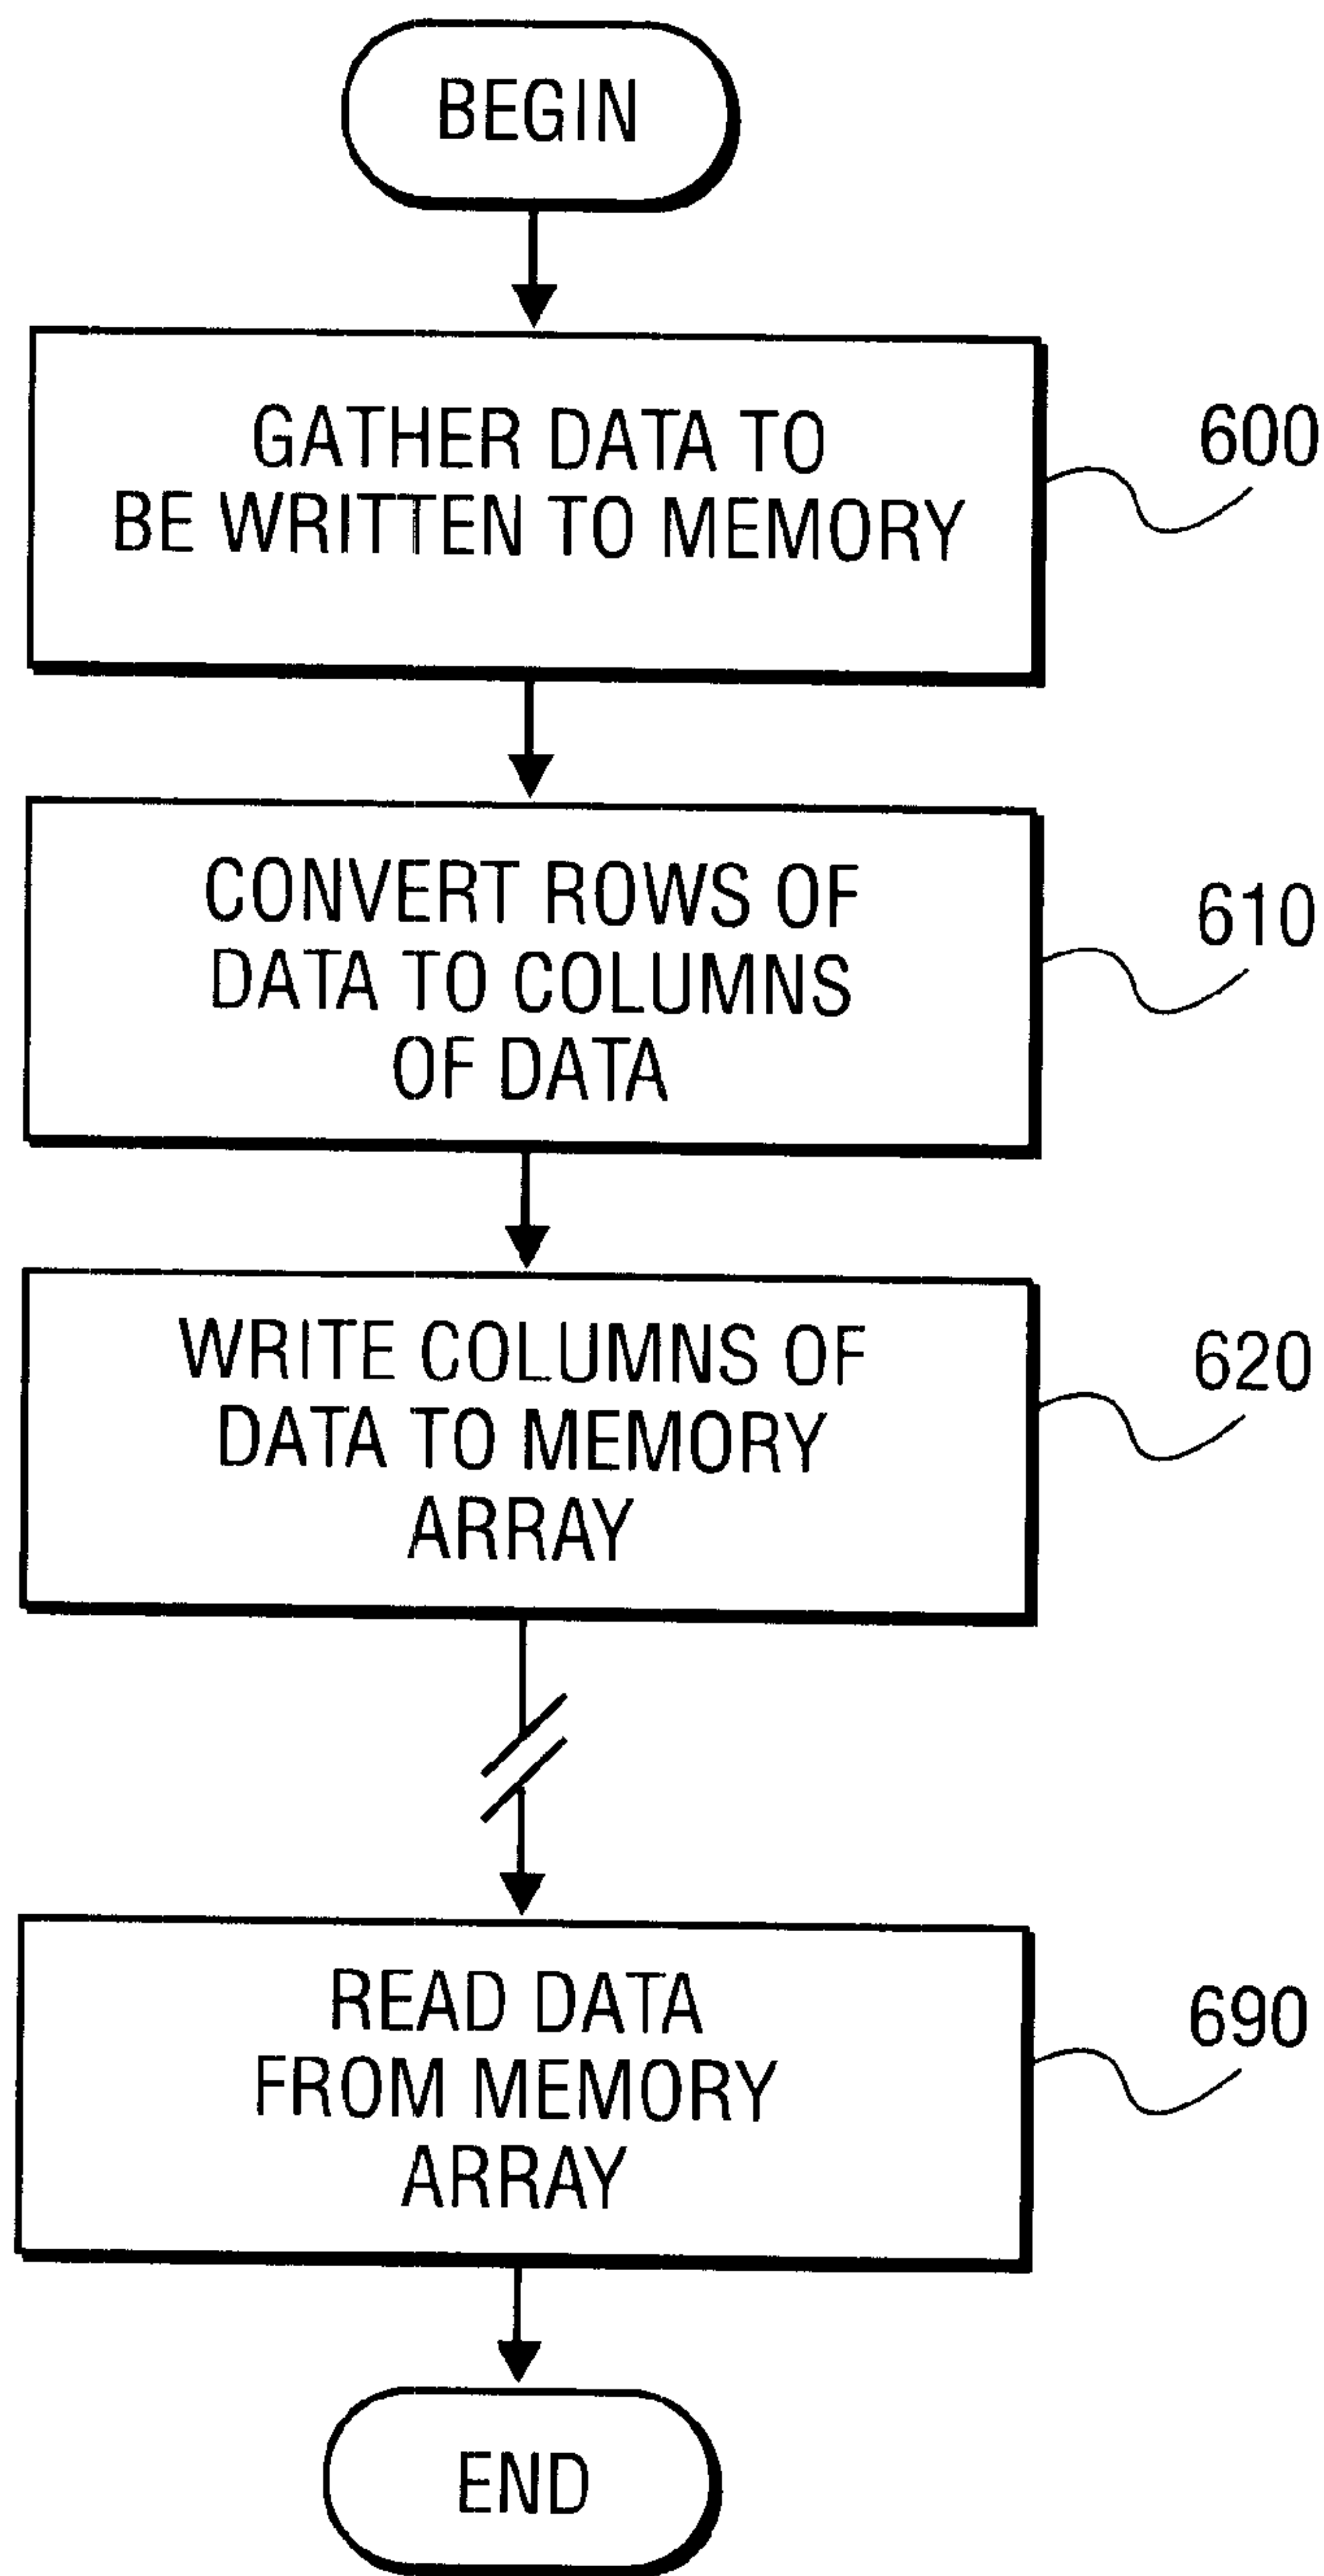 BEGIN
GATHER DATA TO
BE WRITTEN TO MEMORY
600
CONVERT ROWS OF
DATA TO COLUMNS
OF DATA
610
WRITE COLUMNS OF
DATA TO MEMORY
ARRAY
620
READ DATA
FROM MEMORY
ARRAY
690
END